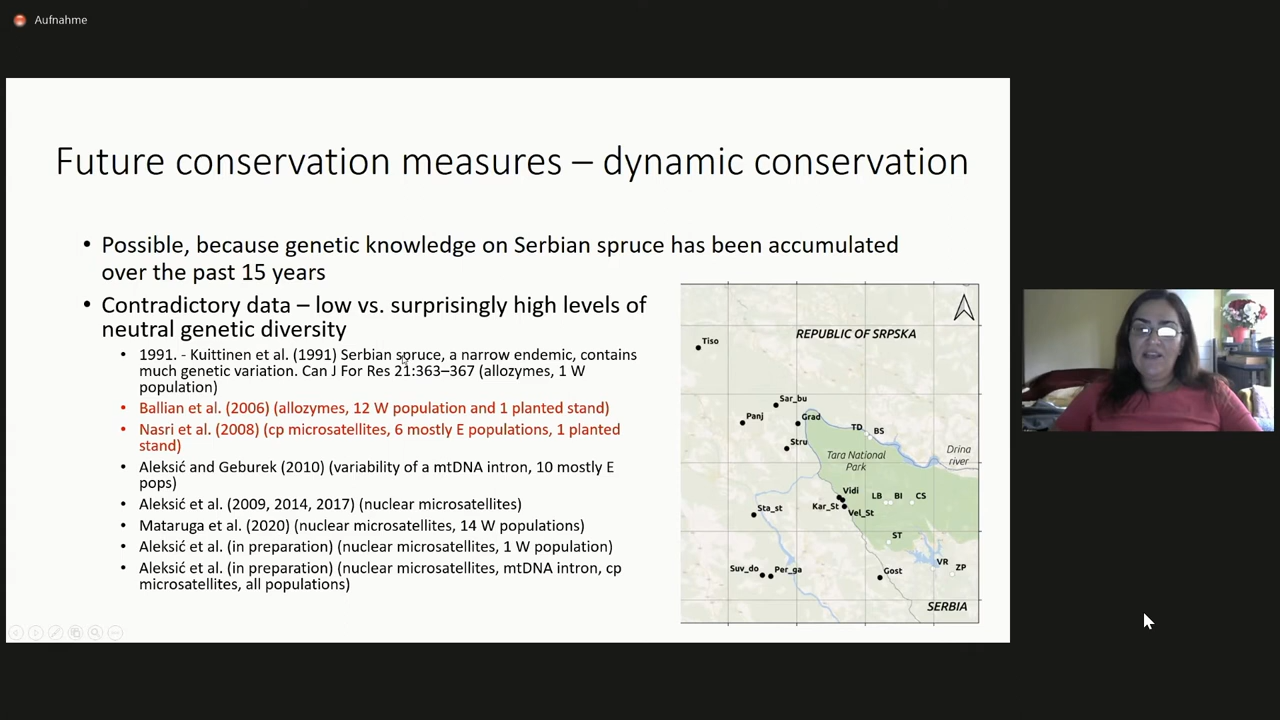 Aufnahme
Future conservation measures – dynamic conservation
• Possible, because genetic knowledge on Serbian spruce has been accumulated
over the past 15 years
• Contradictory data – low vs. surprisingly high levels of
neutral genetic diversity
• 1991. - Kuittinen et al. (1991) Serbian spruce, a narrow endemic, contains
much genetic variation. Can J For Res 21:363–367 (allozymes, 1 W
population)
• Ballian et al. (2006) (allozymes, 12 W population and 1 planted stand)
• Nasri et al. (2008) (cp microsatellites, 6 mostly E populations, 1 planted
stand)
• Aleksić and Geburek (2010) (variability of a mtDNA intron, 10 mostly E
pops)
• Aleksić et al. (2009, 2014, 2017) (nuclear microsatellites)
• Mataruga et al. (2020) (nuclear microsatellites, 14 W populations)
• Aleksić et al. (in preparation) (nuclear microsatellites, 1 W population)
• Aleksić et al. (in preparation) (nuclear microsatellites, mtDNA intron, cp
microsatellites, all populations)
REPUBLIC OF SRPSKA
Tiso
Sar_bu
Panj
Grad
Stru
TD
BS
Tara National
Park
Drina
river
Vidi
Kar_St
Vel_St
LB
BI
CS
Sta_st
ST
Suv_do
Per_ga
Gost
VR
ZP
SERBIA